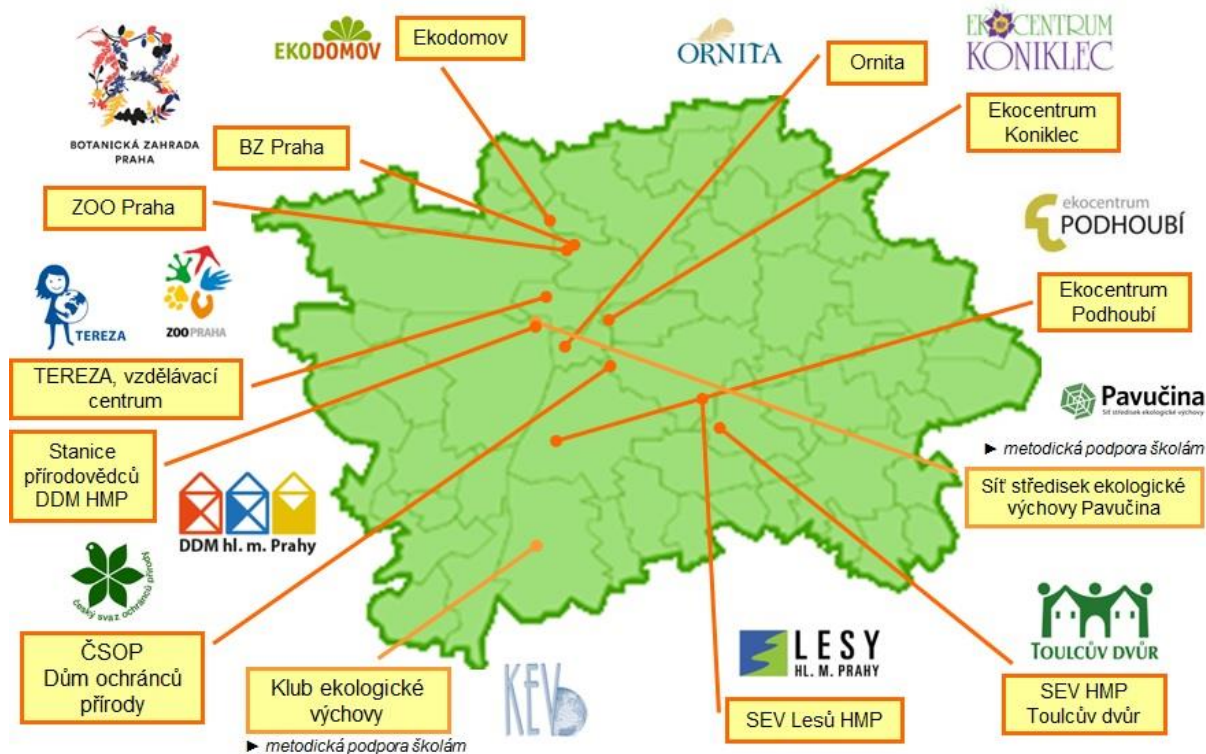 EKODOMOV
Ekodomov
ORNITA
Ornita
EKOCENTRUM
KONIKLEC
Ekocentrum
Koniklec
BOTANICKÁ ZAHRADA
PRAHA
BZ Praha
ZOO Praha
ekocentrum
PODHOUBÍ
Ekocentrum
Podhoubí
TEREZA
ZOO PRAHA
TEREZA, vzdělávací
centrum
Pavučina
Síť středisek ekologické výchovy
► metodická podpora školám
Síť středisek ekologické
výchovy Pavučina
Stanice
přírodovědců
DDM HMP
DDM hl. m. Prahy
český svaz ochránců přírody
ČSOP
Dům ochránců
přírody
Klub ekologické
výchovy
► metodická podpora školám
KEV
LESY
HL. M. PRAHY
SEV Lesů HMP
TOULCŮV DVŮR
SEV HMP
Toulcův dvůr